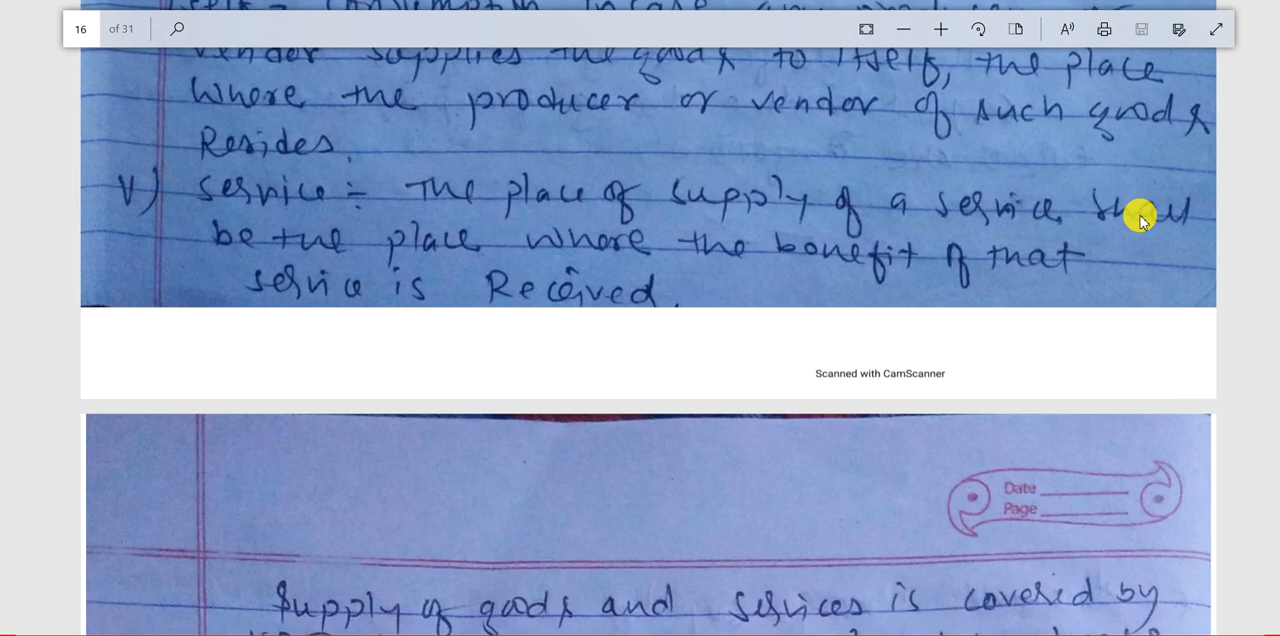 16 of 31
vendor supplies the goods to itself, the place
where the producer or vendor of such goods
Resides.
V) service :- The place of supply of a service shall
be the place where the bonefit of that
service is Received.
Scanned with CamScanner
Date
Page
Supply of goods and services is covered by